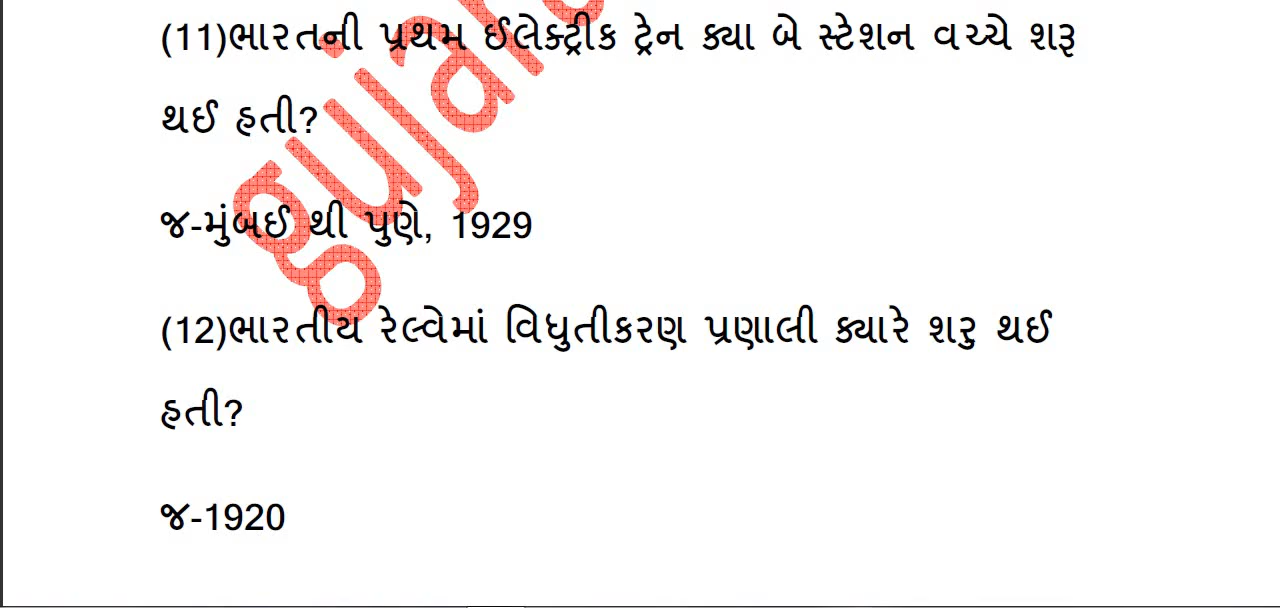 (11)ભારતની પ્રથમ ઈલેક્ટ્રીક ટ્રેન ક્યા બે સ્ટેશન વચ્ચે શરૂ
થઈ હતી?
જ-મુંબઈ થી પુણે, 1929
(12)ભારતીય રેલ્વેમાં વિધુતીકરણ પ્રણાલી ક્યારે શરુ થઈ
હતી?
જ-1920